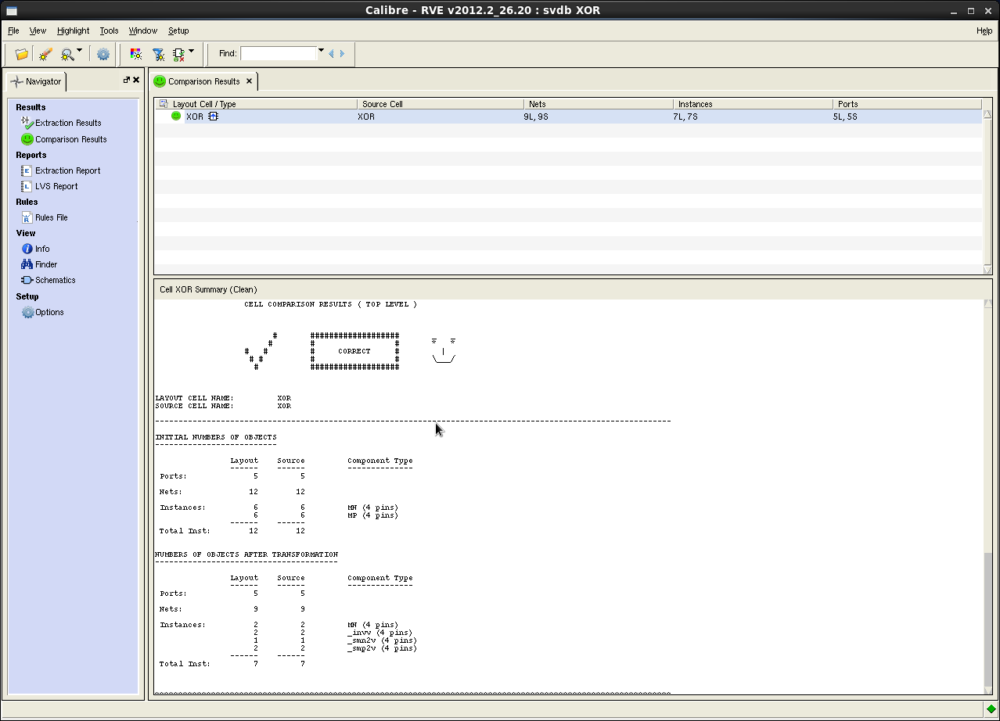 Calibre - RVE v2012.2_26.20 : svdb XOR
File View Highlight Tools Window Setup Help
Find:
Navigator
Comparison Results
Results
Extraction Results
Comparison Results
Reports
Extraction Report
LVS Report
Rules
Rules File
View
Info
Finder
Schematics
Setup
Options
Layout Cell / Type Source Cell Nets Instances Ports
XOR XOR 9L, 9S 7L, 7S 5L, 5S
Cell XOR Summary (Clean)
CELL COMPARISON RESULTS ( TOP LEVEL )
CORRECT
LAYOUT CELL NAME: XOR
SOURCE CELL NAME: XOR
INITIAL NUMBERS OF OBJECTS
Layout Source Component Type
Ports: 5 5
Nets: 12 12
Instances: 6 6 MN (4 pins)
6 6 MP (4 pins)
Total Inst: 12 12
NUMBERS OF OBJECTS AFTER TRANSFORMATION
Layout Source Component Type
Ports: 5 5
Nets: 9 9
Instances: 2 2 MN (4 pins)
2 2 _invv (4 pins)
1 1 _smn2v (4 pins)
2 2 _smp2v (4 pins)
Total Inst: 7 7